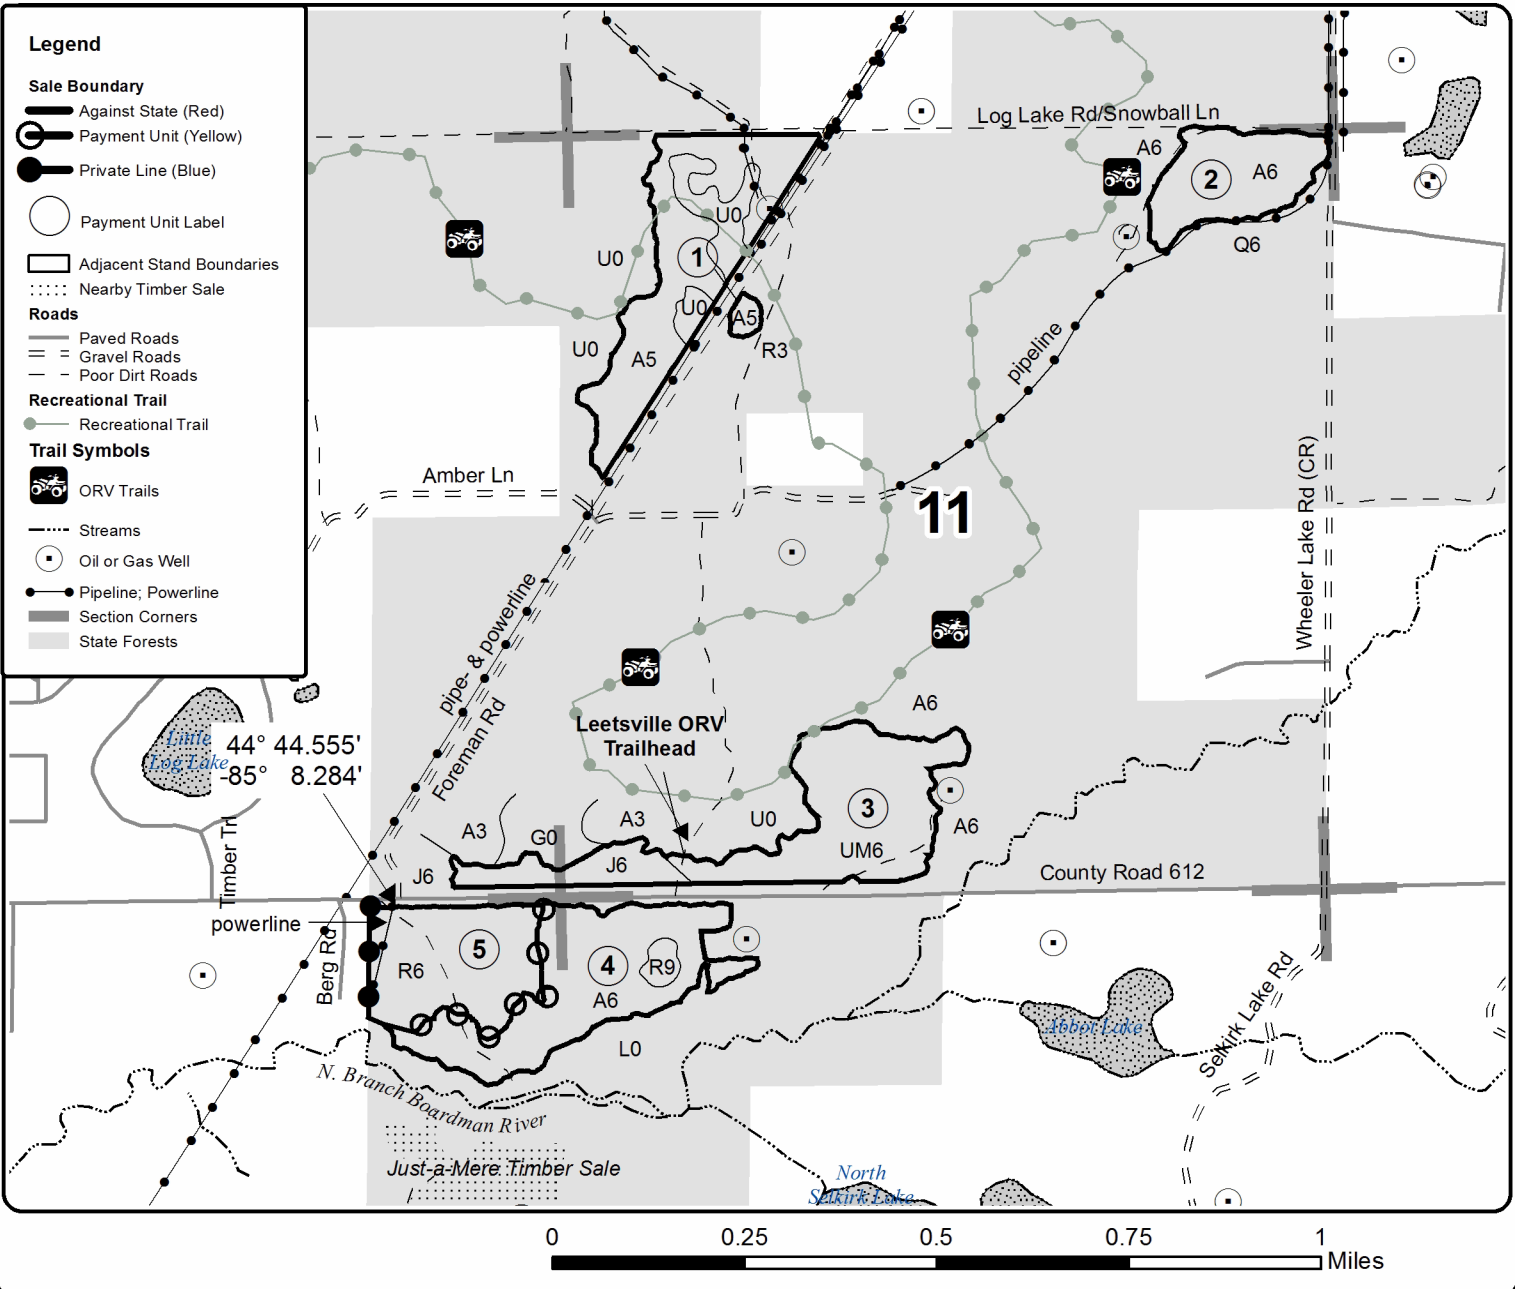 Legend
Sale Boundary
Against State (Red)
Payment Unit (Yellow)
Private Line (Blue)
Payment Unit Label
Adjacent Stand Boundaries
Nearby Timber Sale
Roads
Paved Roads
Gravel Roads
Poor Dirt Roads
Recreational Trail
Recreational Trail
Trail Symbols
ORV Trails
Streams
Oil or Gas Well
Pipeline; Powerline
Section Corners
State Forests
Log Lake Rd/Snowball Ln
A6
2
A6
Q6
U0
U0
1
U0
A5
U0
A5
R3
pipeline
Amber Ln
11
Wheeler Lake Rd (CR)
pipe- & powerline
Foreman Rd
Leetsville ORV
Trailhead
A6
Little
Log Lake
44° 44.555'
-85° 8.284'
3
A3
G0
A3
U0
A6
UM6
J6
J6
County Road 612
Timber Trl
powerline
Berg Rd
5
4
R9
R6
A6
L0
Abbot Lake
Selkirk Lake Rd
N. Branch Boardman River
Just-a-Mere Timber Sale
North
Selkirk Lake
0 0.25 0.5 0.75 1
Miles